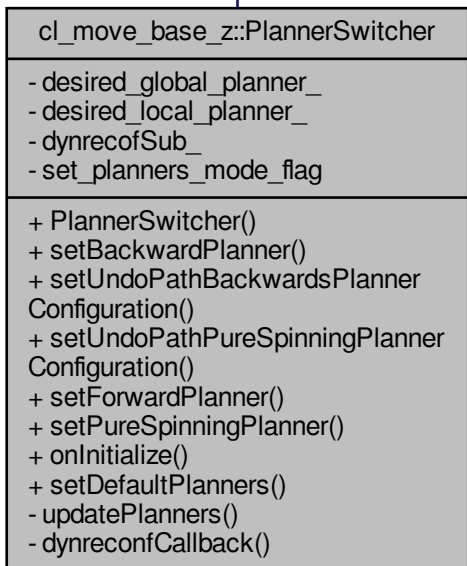 cl_move_base_z::PlannerSwitcher
- desired_global_planner_
- desired_local_planner_
- dynrecofSub_
- set_planners_mode_flag
+ PlannerSwitcher()
+ setBackwardPlanner()
+ setUndoPathBackwardsPlanner
Configuration()
+ setUndoPathPureSpinningPlanner
Configuration()
+ setForwardPlanner()
+ setPureSpinningPlanner()
+ onInitialize()
+ setDefaultPlanners()
- updatePlanners()
- dynreconfCallback()